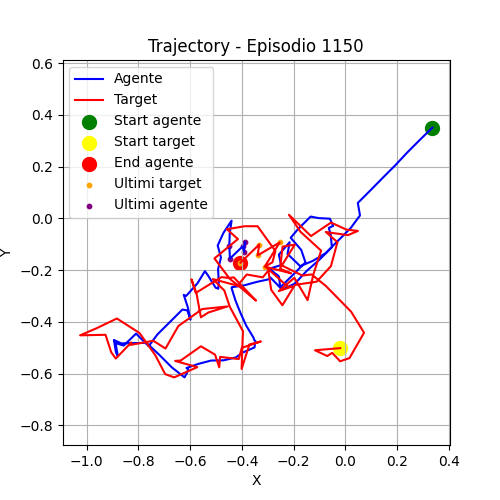 Trajectory - Episodio 1150
Agente
Target
Start agente
Start target
End agente
Ultimi target
Ultimi agente
0.6
0.4
0.2
0.0
−0.2
−0.4
−0.6
−0.8
Y
−1.0
−0.8
−0.6
−0.4
−0.2
0.0
0.2
0.4
X